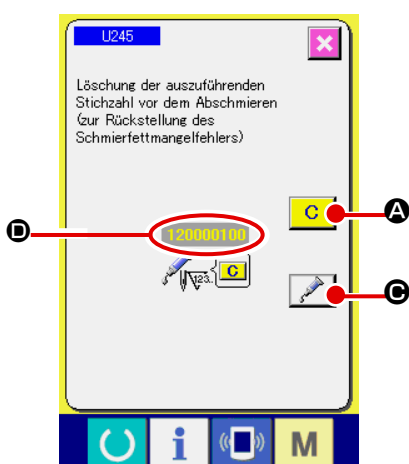 U245
Löschung der auszuführenden
Stichzahl vor dem Abschmieren
(zur Rückstellung des
Schmierfettmangelfehlers)
C
A
D
120000100
123.
C
C
i
M